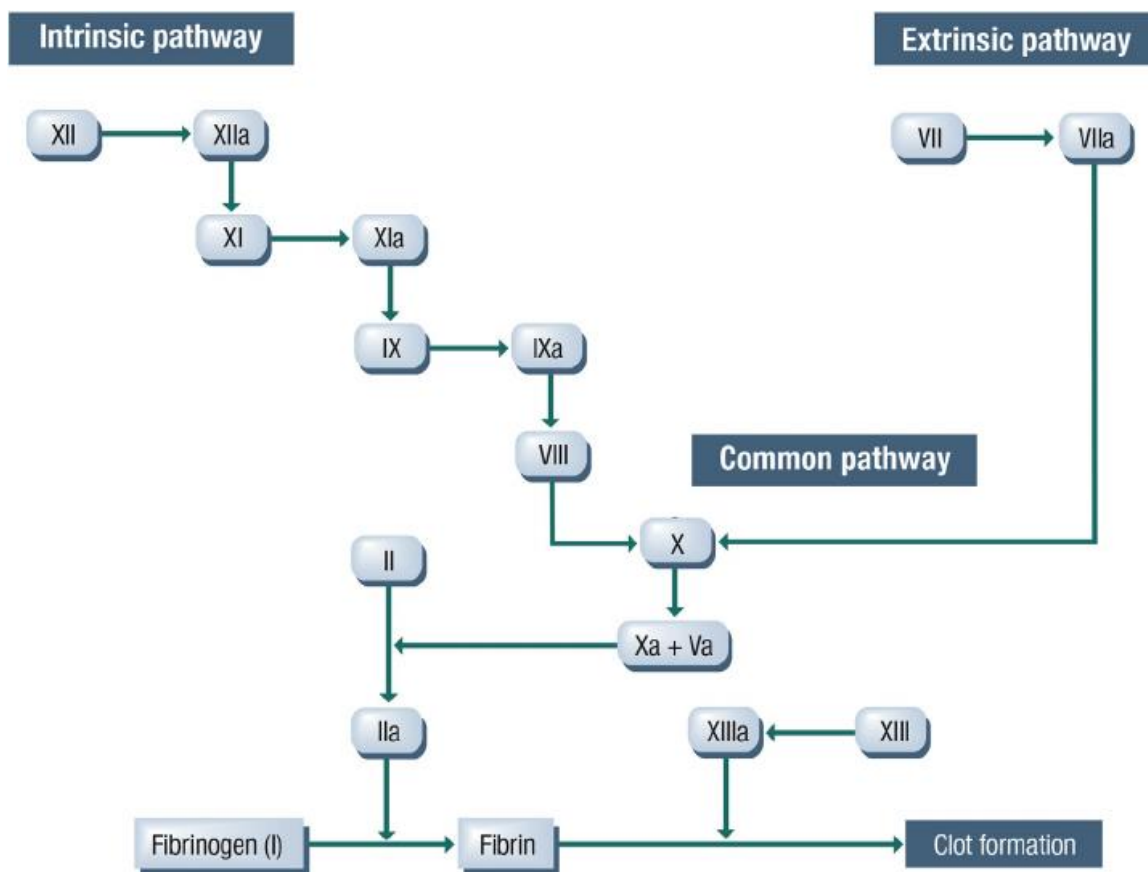 Intrinsic pathway
Extrinsic pathway
XII
XIIa
VII
VIIa
XI
XIa
IX
IXa
VIII
Common pathway
X
II
Xa + Va
IIa
XIIIa
XIII
Fibrinogen (I)
Fibrin
Clot formation